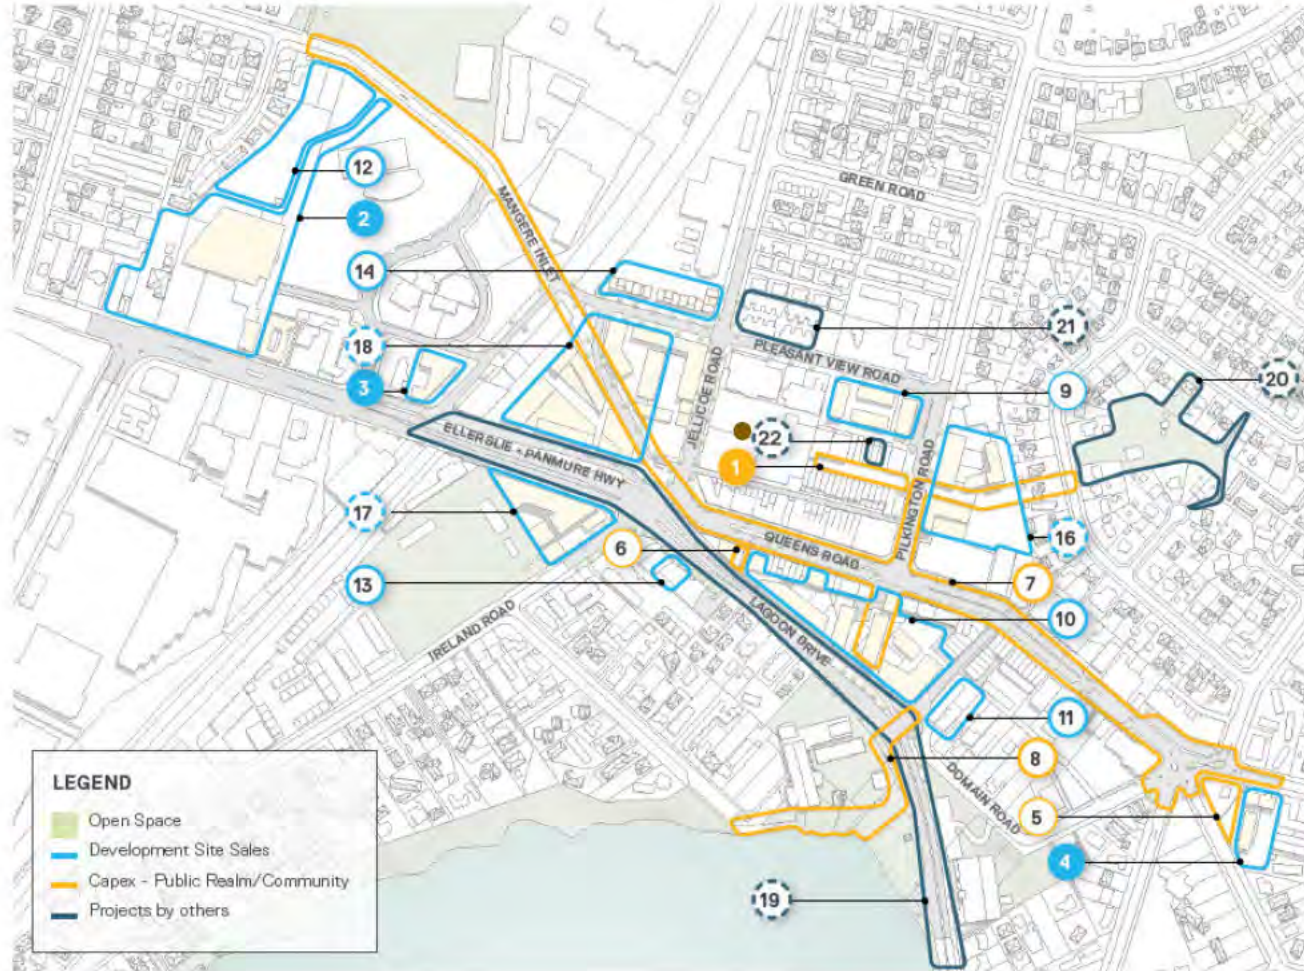 12
2
14
MANGERE INLET
GREEN ROAD
18
3
21
PLEASANT VIEW ROAD
JELLICOE ROAD
9
20
ELLERSLIE - PANMURE HWY
22
1
PILKINGTON ROAD
17
6
QUEENS ROAD
16
13
7
IRELAND ROAD
LAGOON DRIVE
10
11
8
DOMAIN ROAD
5
4
19
LEGEND
Open Space
Development Site Sales
Capex - Public Realm/Community
Projects by others